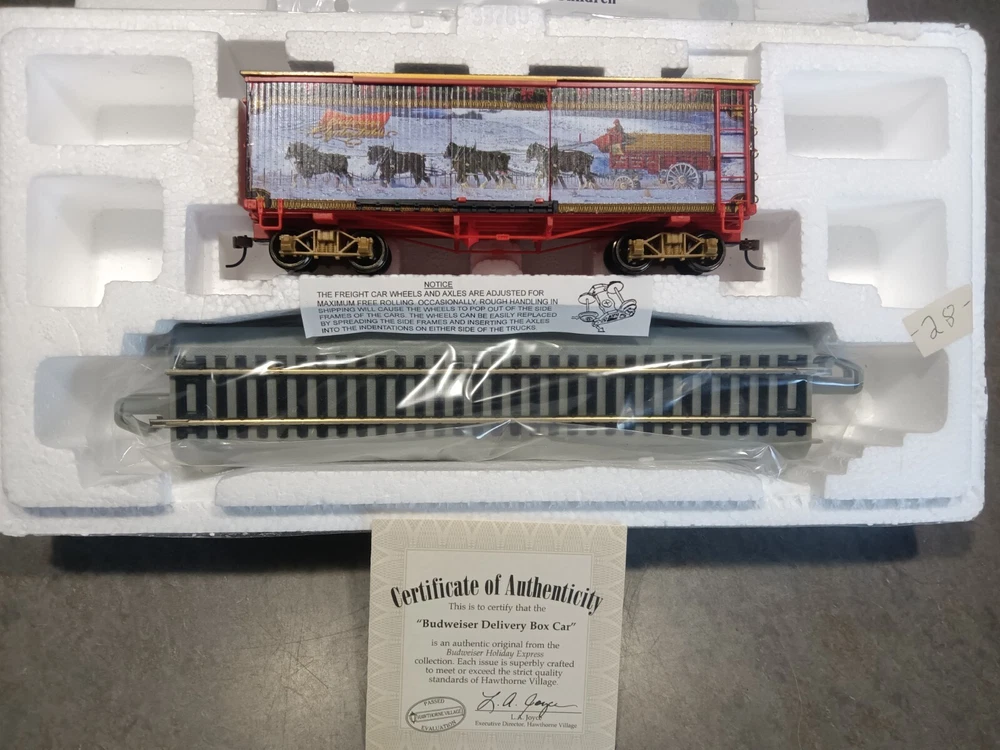 NOTICE
THE FREIGHT CAR WHEELS AND AXLES ARE ADJUSTED FOR
MAXIMUM FREE ROLLING. OCCASIONALLY, ROUGH HANDLING IN
SHIPPING WILL CAUSE THE WHEELS TO POP OUT OF THE SIDE
FRAMES OF THE CARS. THE WHEELS CAN BE EASILY REPLACED
BY SPREADING THE SIDE FRAMES AND INSERTING THE AXLES
INTO THE INDENTATIONS ON EITHER SIDE OF THE TRUCKS.
-28-
Certificate of Authenticity
This is to certify that the
"Budweiser Delivery Box Car"
is an authentic original from the
Budweiser Holiday Express
collection. Each issue is superbly crafted
to meet or exceed the strict quality
standards of Hawthorne Village.
PASSED
HAWTHORNE VILLAGE
EVALUATION
L. A. Joyce
L.A. Joyce
Executive Director, Hawthorne Village